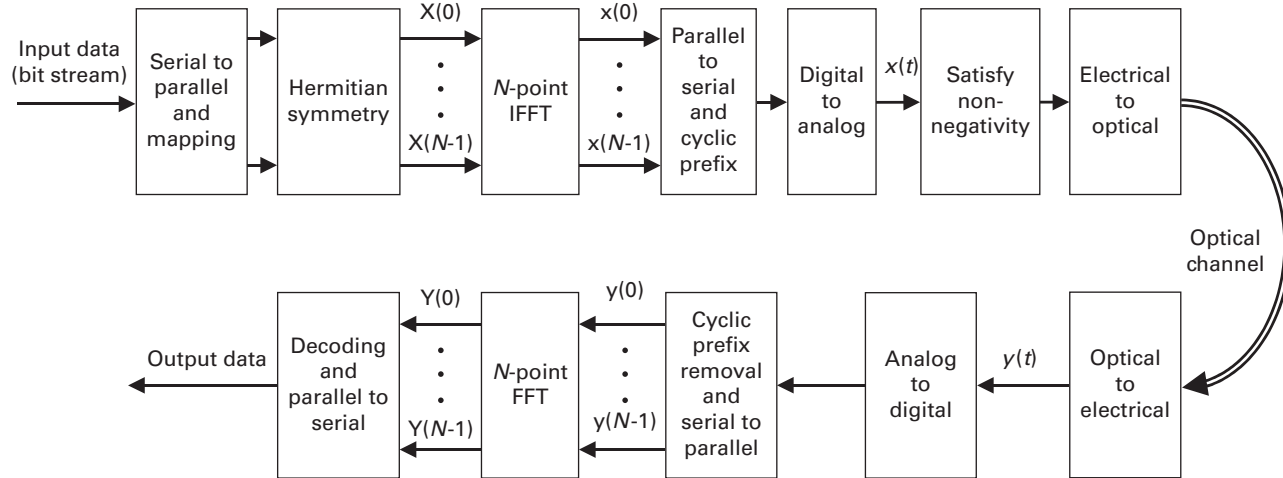 Input data
(bit stream)
Serial to
parallel
and
mapping
Hermitian
symmetry
X(0)
X(N-1)
N-point
IFFT
x(0)
x(N-1)
Parallel
to
serial
and
cyclic
prefix
Digital
to
analog
x(t)
Satisfy
non-
negativity
Electrical
to
optical
Optical
channel
Optical
to
electrical
y(t)
Analog
to
digital
Cyclic
prefix
removal
and
serial to
parallel
y(0)
y(N-1)
N-point
FFT
Y(0)
Y(N-1)
Decoding
and
parallel to
serial
Output data